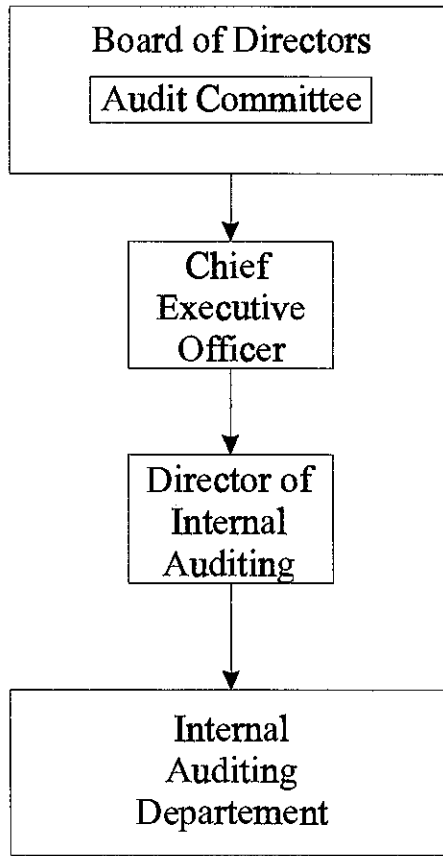 Board of Directors
Audit Committee
Chief
Executive
Officer
Director of
Internal
Auditing
Internal
Auditing
Departement